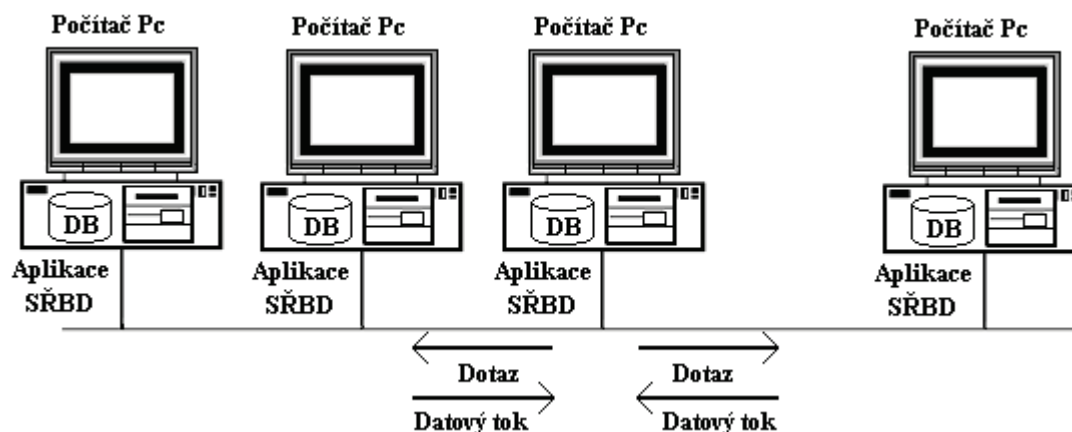 Počítač Pc
Počítač Pc
Počítač Pc
Počítač Pc
DB
DB
DB
DB
Aplikace
SŘBD
Aplikace
SŘBD
Aplikace
SŘBD
Aplikace
SŘBD
Dotaz
Dotaz
Datový tok
Datový tok